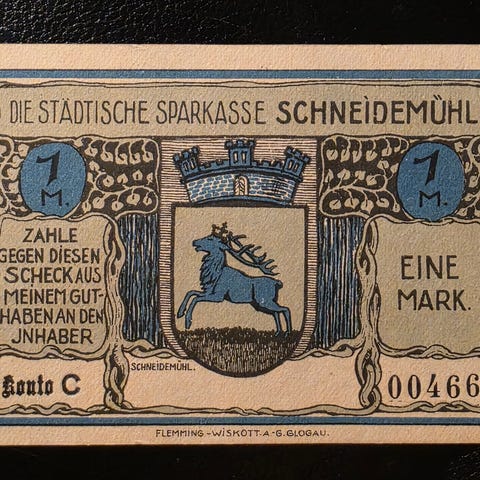 DIE STÄDTISCHE SPARKASSE SCHNEIDEMÜHL
1
M.
1
M.
ZAHLE
GEGEN DIESEN
SCHECK AUS
MEINEM GUT-
HABEN AN DEN
JNHABER
EINE
MARK.
SCHNEIDEMÜHL.
Konto C
00466
FLEMMING-WISKOTT-A-G-GLOGAU.